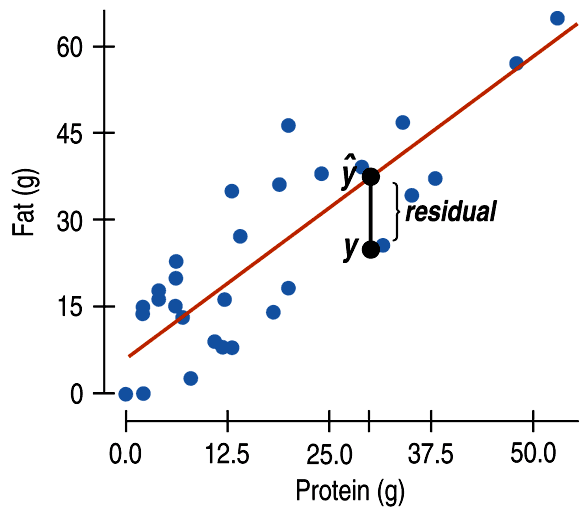 60
45
30
15
0
Fat (g)
ŷ
y
residual
0.0 12.5 25.0 37.5 50.0
Protein (g)